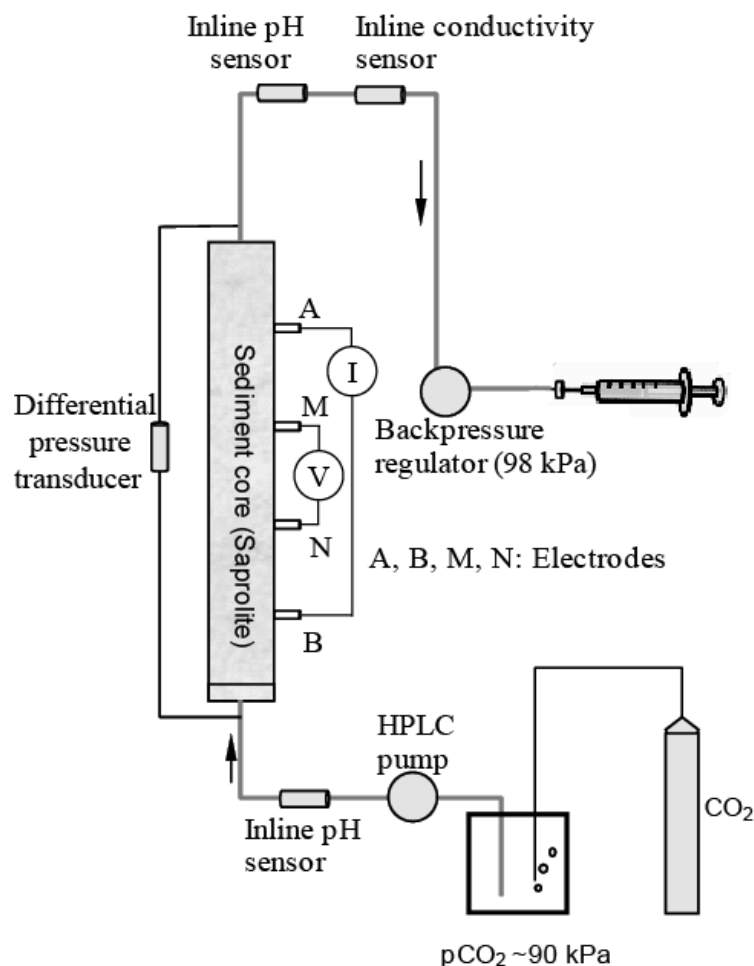 Inline pH
sensor
Inline conductivity
sensor
A
I
Sediment core (Saprolite)
M
V
N
B
Differential
pressure
transducer
Backpressure
regulator (98 kPa)
A, B, M, N: Electrodes
HPLC
pump
Inline pH
sensor
CO₂
pCO₂ ~90 kPa